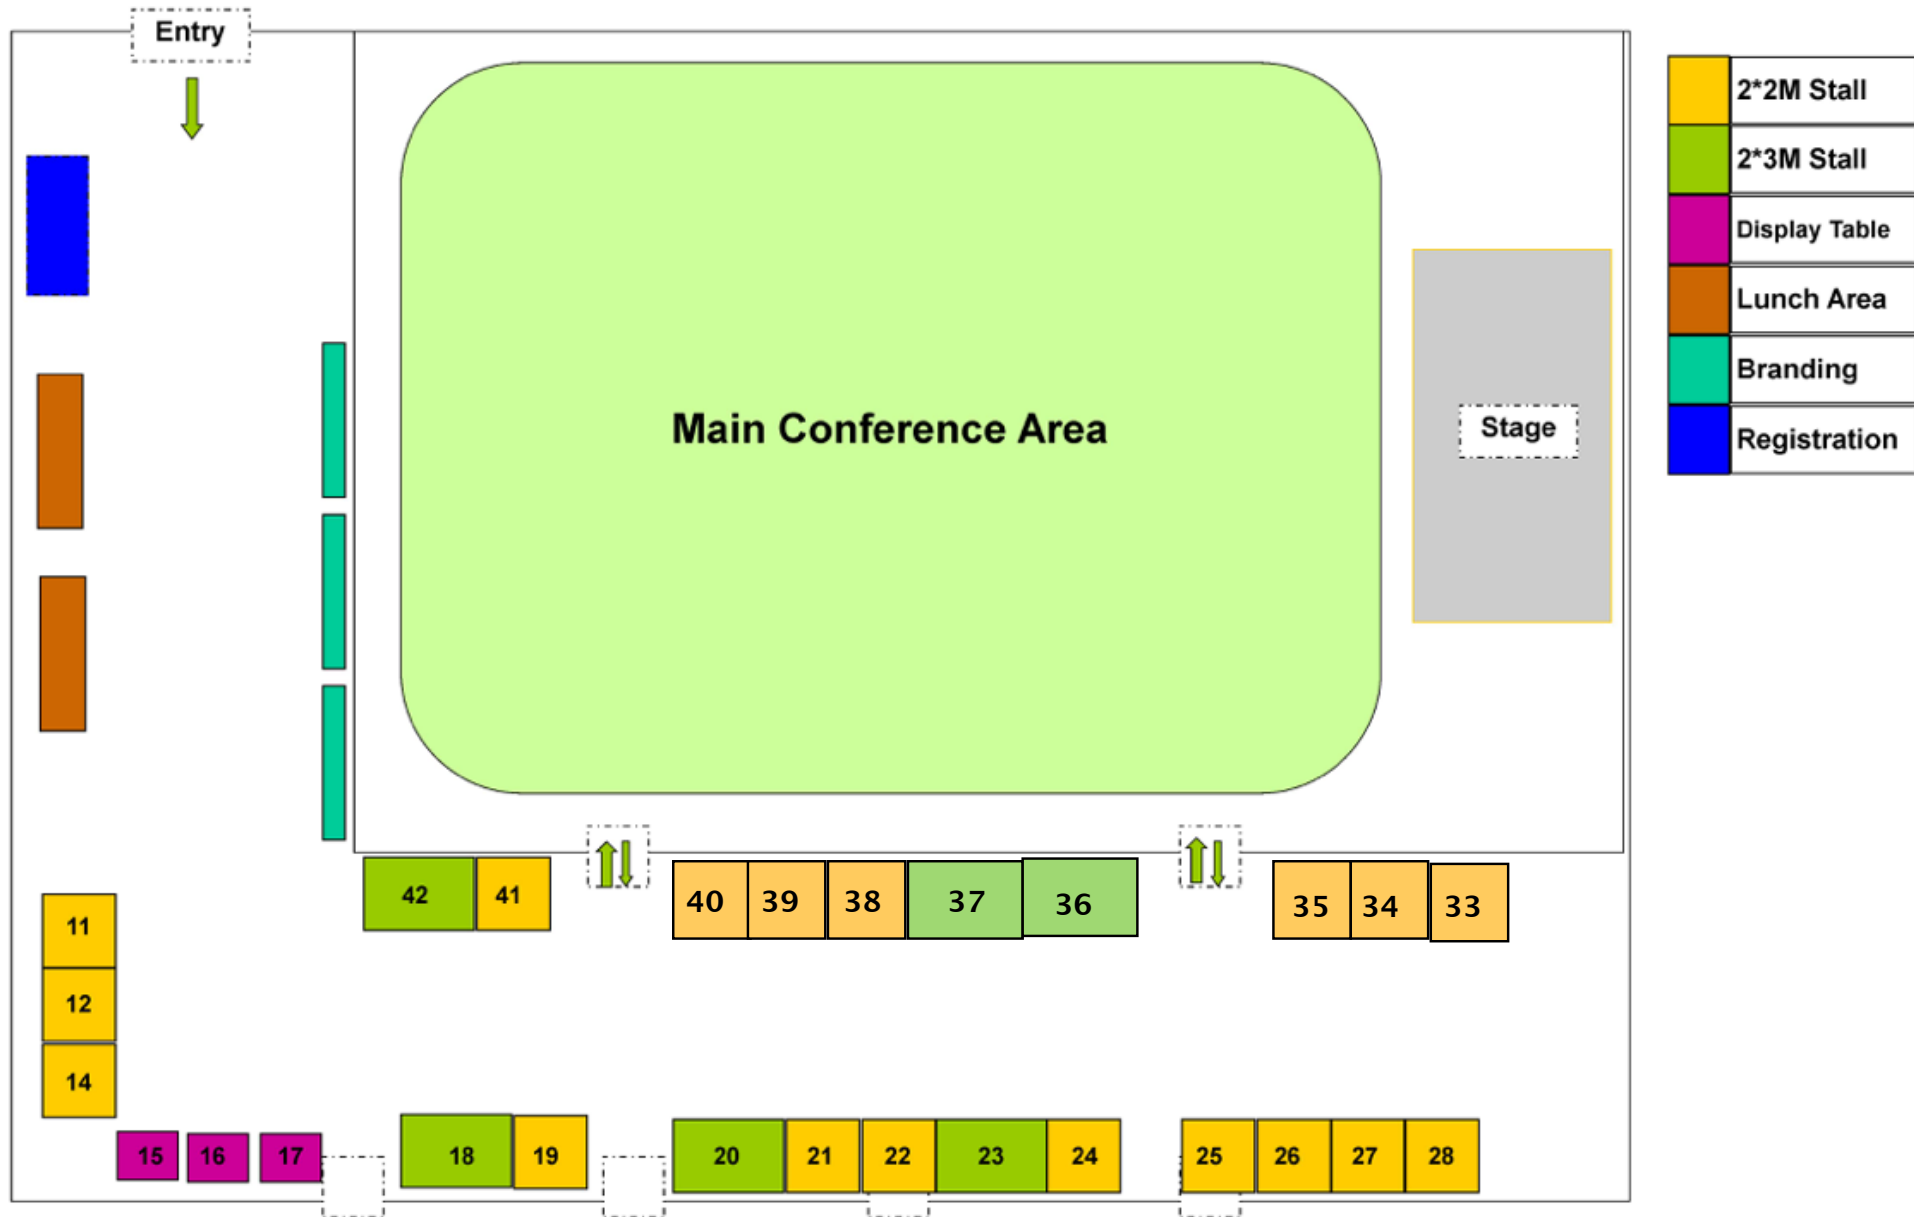 Entry
2*2M Stall
2*3M Stall
Display Table
Lunch Area
Branding
Registration
Main Conference Area
Stage
42 41 40 39 38 37 36 35 34 33
11
12
14
15 16 17 18 19 20 21 22 23 24 25 26 27 28